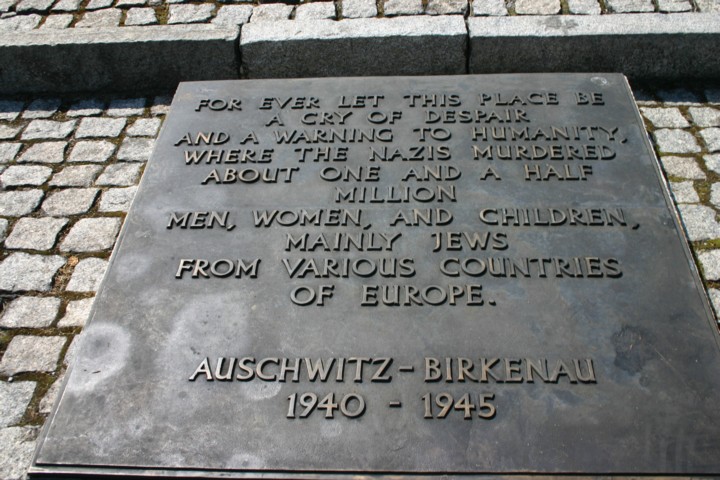 FOR EVER LET THIS PLACE BE
A CRY OF DESPAIR
AND A WARNING TO HUMANITY,
WHERE THE NAZIS MURDERED
ABOUT ONE AND A HALF
MILLION
MEN, WOMEN, AND CHILDREN,
MAINLY JEWS
FROM VARIOUS COUNTRIES
OF EUROPE.
AUSCHWITZ - BIRKENAU
1940 - 1945